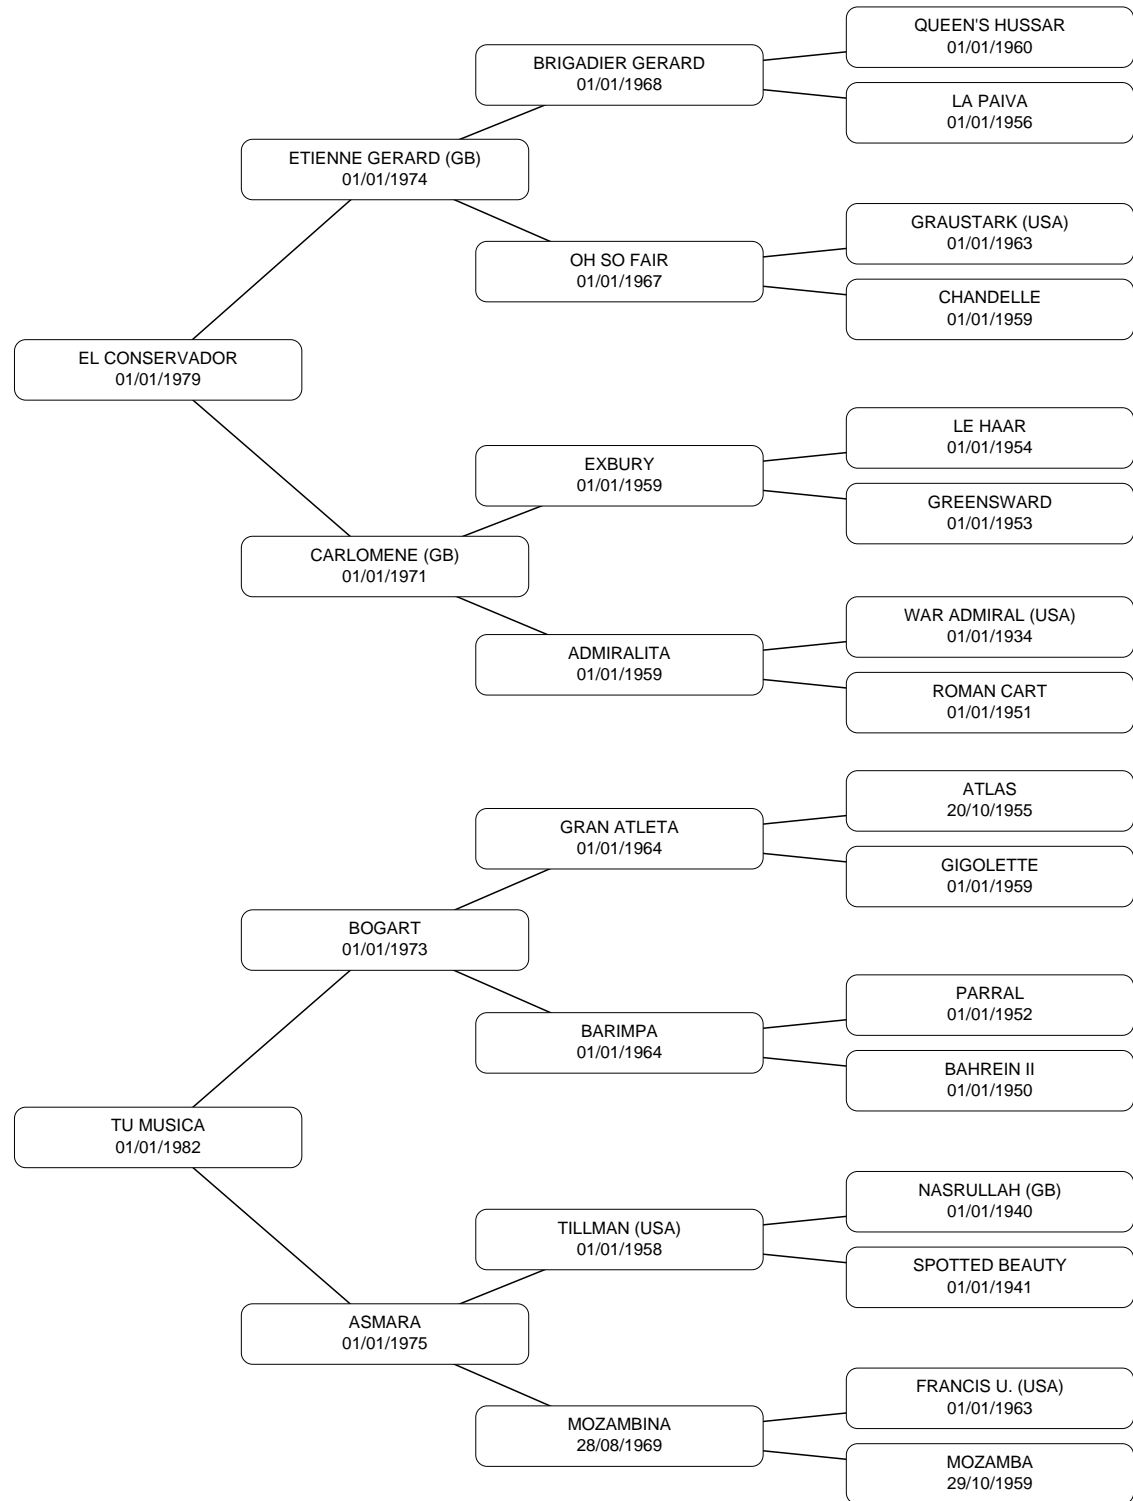 QUEEN'S HUSSAR
01/01/1960
BRIGADIER GERARD
01/01/1968
LA PAIVA
01/01/1956
ETIENNE GERARD (GB)
01/01/1974
GRAUSTARK (USA)
01/01/1963
OH SO FAIR
01/01/1967
CHANDELLE
01/01/1959
EL CONSERVADOR
01/01/1979
LE HAAR
01/01/1954
EXBURY
01/01/1959
GREENSWARD
01/01/1953
CARLOMENE (GB)
01/01/1971
WAR ADMIRAL (USA)
01/01/1934
ADMIRALITA
01/01/1959
ROMAN CART
01/01/1951
ATLAS
20/10/1955
GRAN ATLETA
01/01/1964
GIGOLETTE
01/01/1959
BOGART
01/01/1973
PARRAL
01/01/1952
BARIMPA
01/01/1964
BAHREIN II
01/01/1950
TU MUSICA
01/01/1982
NASRULLAH (GB)
01/01/1940
TILLMAN (USA)
01/01/1958
SPOTTED BEAUTY
01/01/1941
ASMARA
01/01/1975
FRANCIS U. (USA)
01/01/1963
MOZAMBINA
28/08/1969
MOZAMBA
29/10/1959